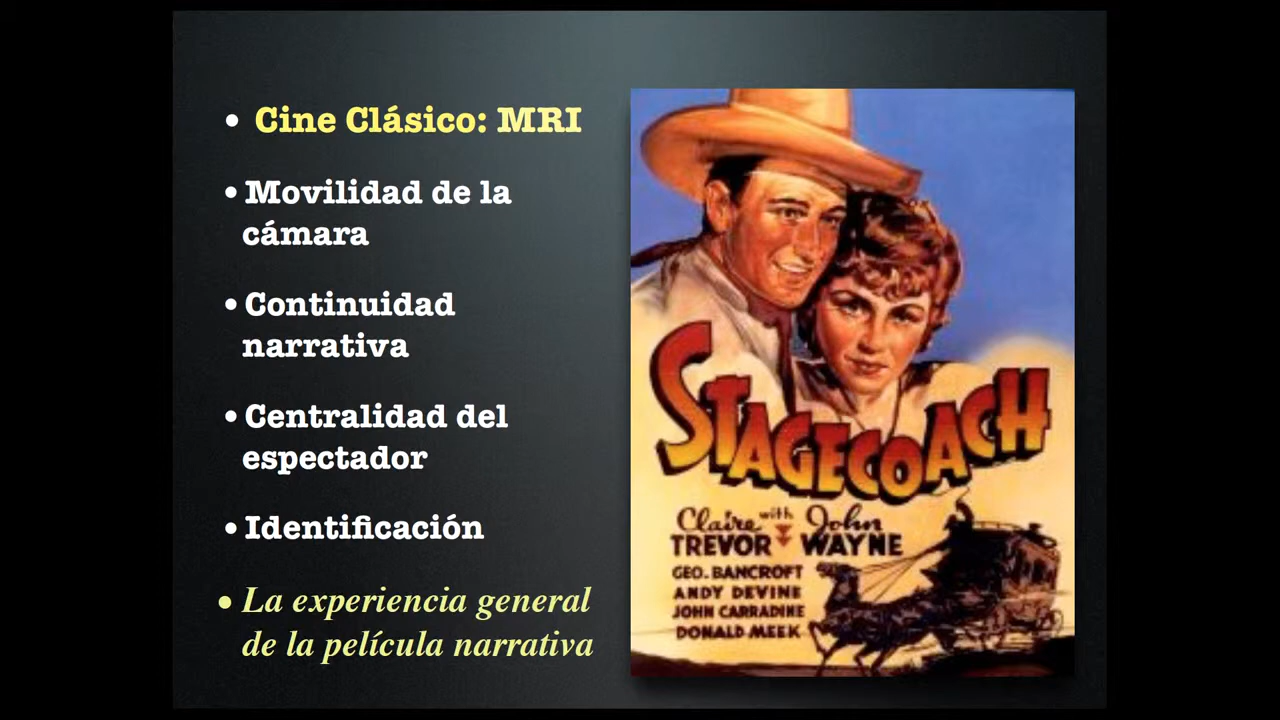 • Cine Clásico: MRI
• Movilidad de la
cámara
• Continuidad
narrativa
• Centralidad del
espectador
• Identificación
• La experiencia general
de la película narrativa
STAGECOACH
Claire with John
TREVOR WAYNE
GEO. BANCROFT
ANDY DEVINE
JOHN CARRADINE
DONALD MEEK